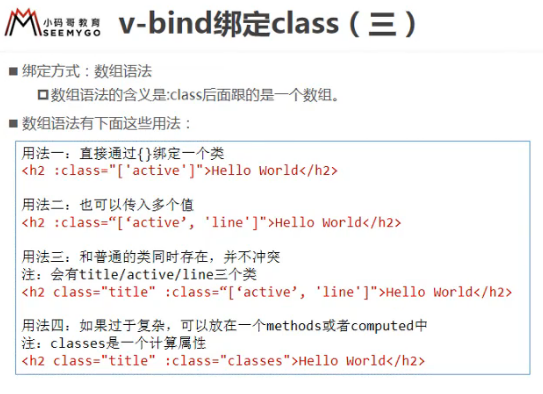 小码哥教育
SEEMYGO
v-bind绑定class（三）
绑定方式：数组语法
数组语法的含义是:class后面跟的是一个数组。
数组语法有下面这些用法：
用法一：直接通过{}绑定一个类
<h2 :class="['active']">Hello World</h2>
用法二：也可以传入多个值
<h2 :class=“[‘active’, 'line']">Hello World</h2>
用法三：和普通的类同时存在，并不冲突
注：会有title/active/line三个类
<h2 class="title" :class=“[‘active’, 'line']">Hello World</h2>
用法四：如果过于复杂，可以放在一个methods或者computed中
注：classes是一个计算属性
<h2 class="title" :class="classes">Hello World</h2>